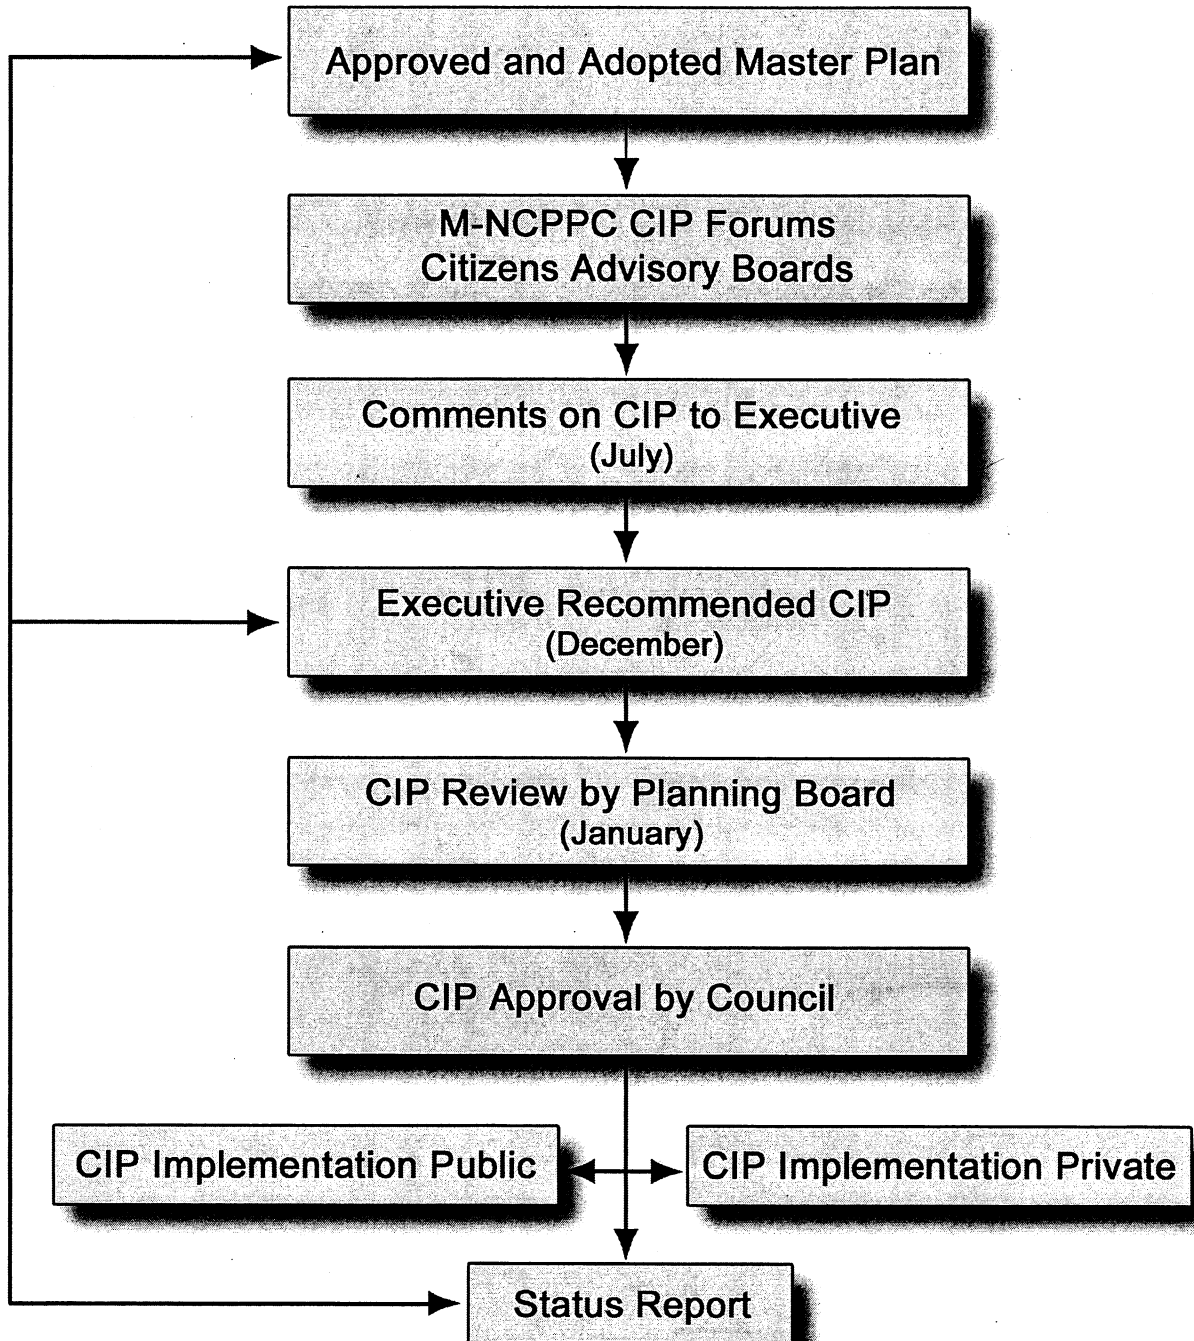 Approved and Adopted Master Plan
M-NCPPC CIP Forums
Citizens Advisory Boards
Comments on CIP to Executive
(July)
Executive Recommended CIP
(December)
CIP Review by Planning Board
(January)
CIP Approval by Council
CIP Implementation Public
CIP Implementation Private
Status Report